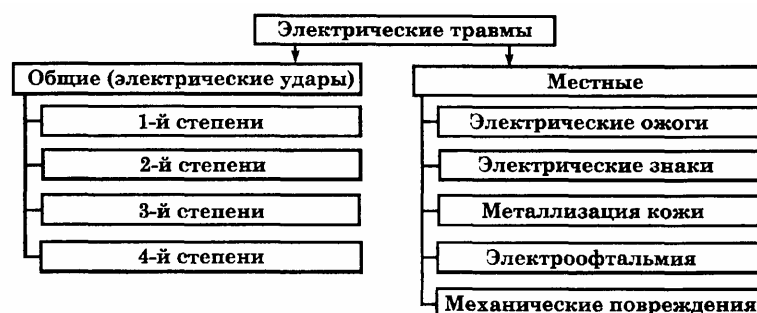 Электрические травмы
Общие (электрические удары)
1-й степени
2-й степени
3-й степени
4-й степени
Местные
Электрические ожоги
Электрические знаки
Металлизация кожи
Электроофтальмия
Механические повреждения